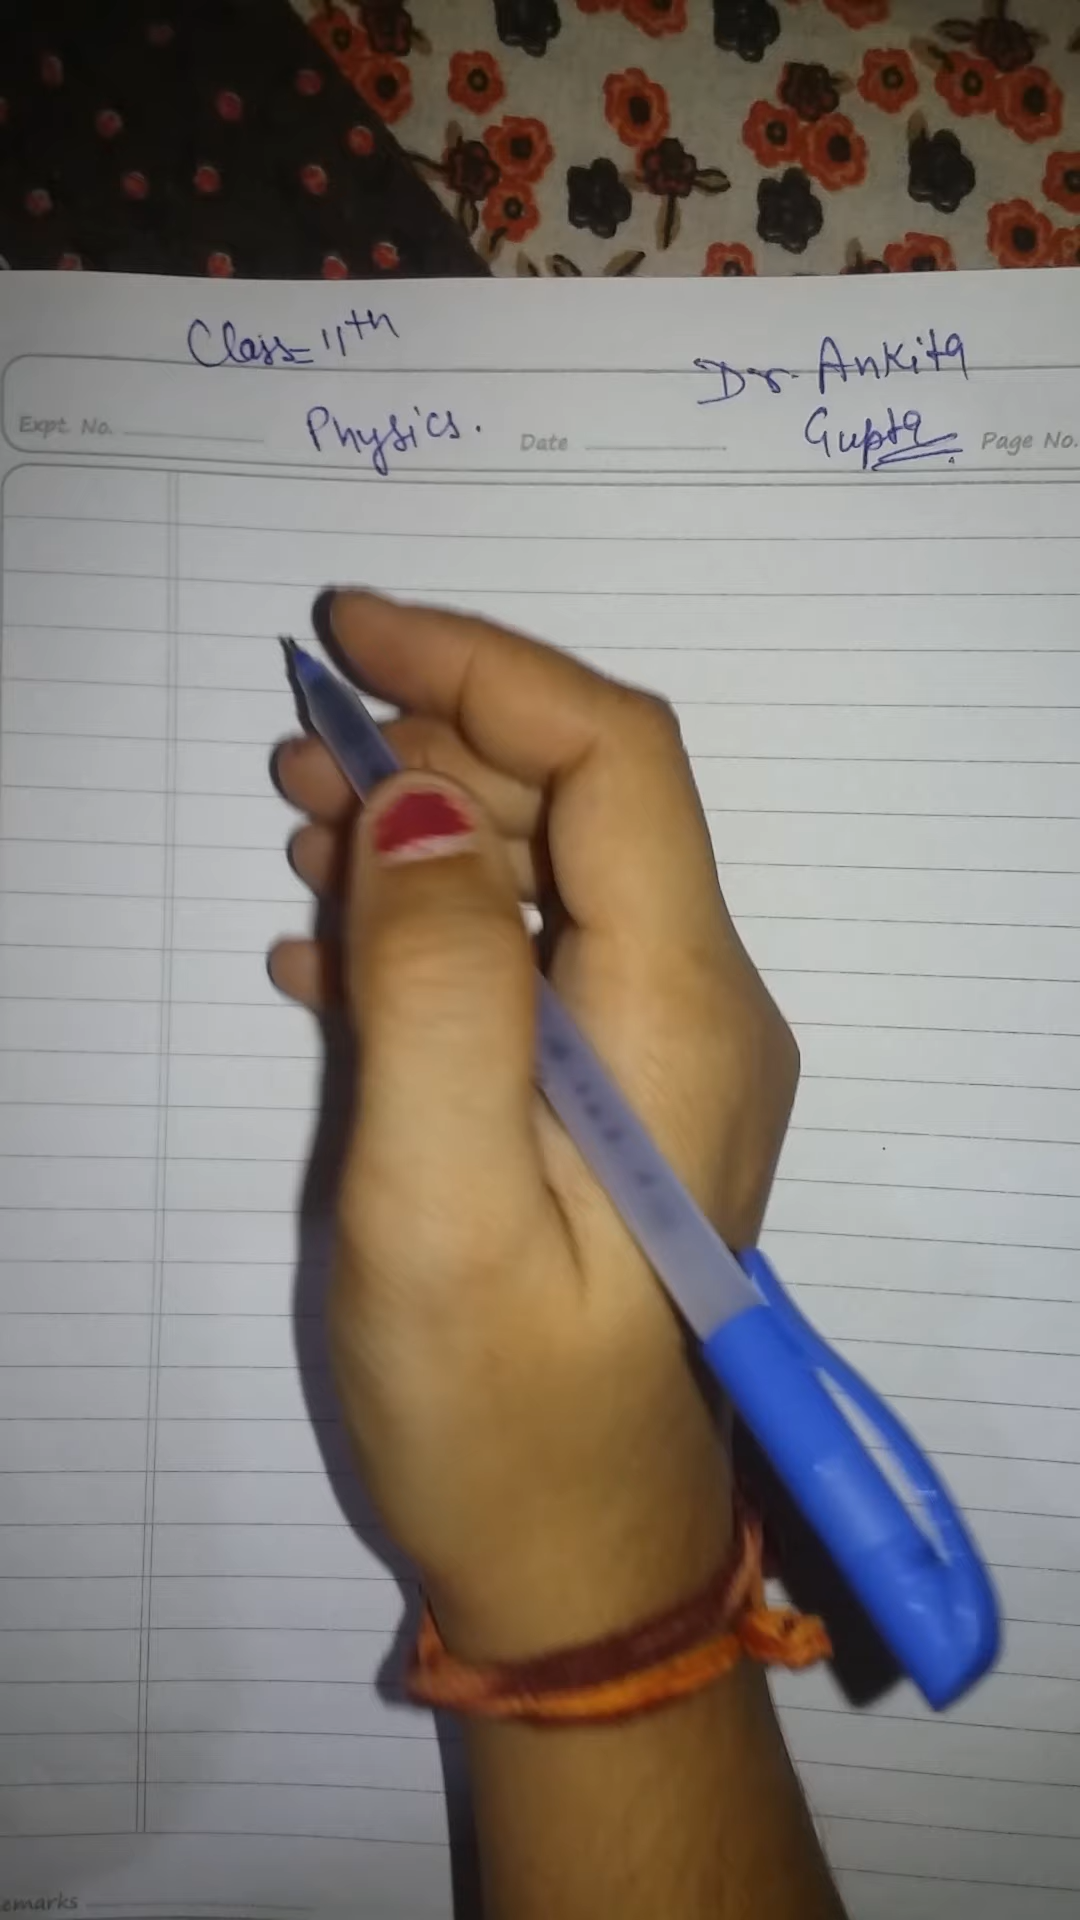 Class- 11th
Dr. Ankita
Expt. No.
Physics.
Date
Gupta
Page No.
emarks